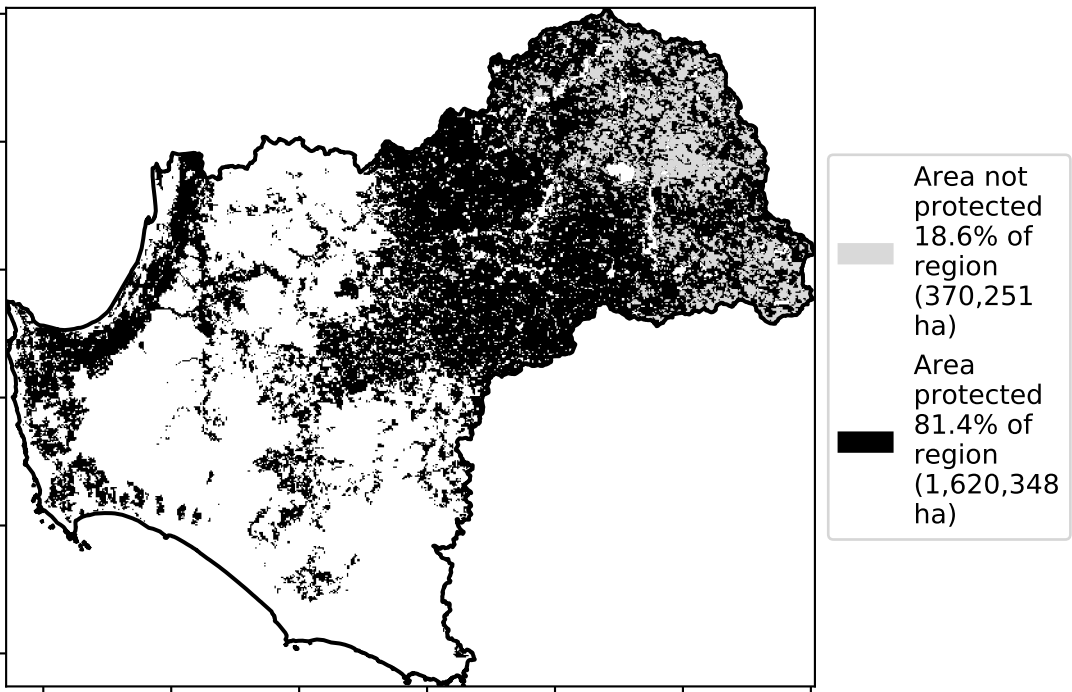 Area not
protected
18.6% of
region
(370,251
ha)
Area
protected
81.4% of
region
(1,620,348
ha)